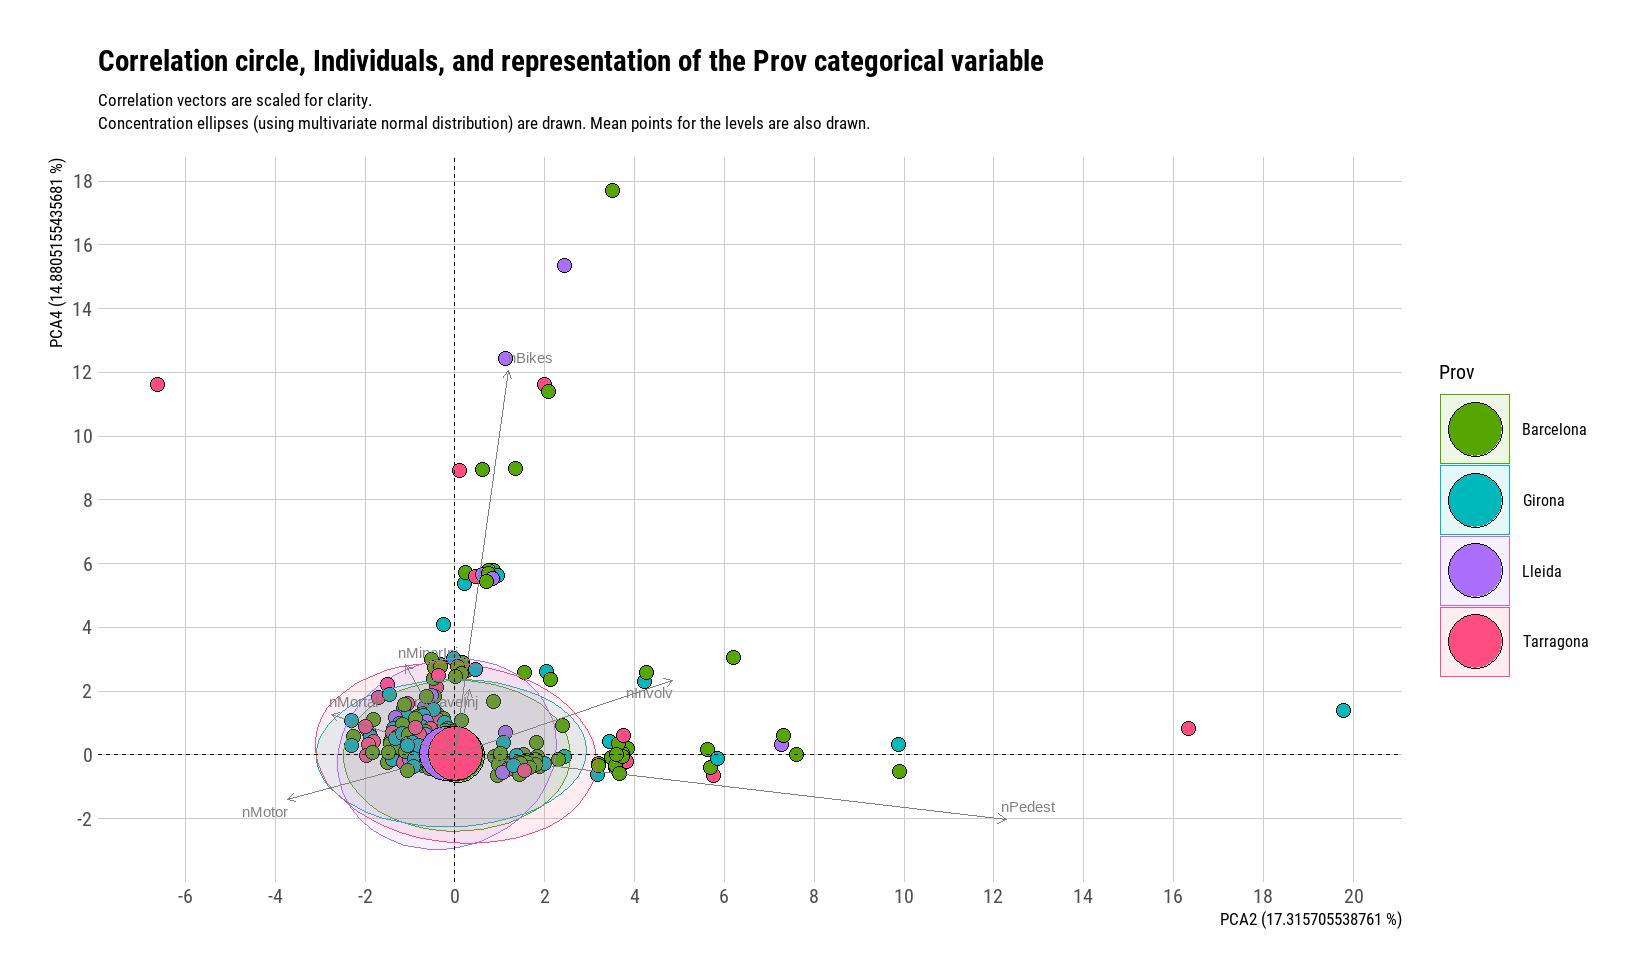 Correlation circle, Individuals, and representation of the Prov categorical variable
Correlation vectors are scaled for clarity.
Concentration ellipses (using multivariate normal distribution) are drawn. Mean points for the levels are also drawn.
PCA4 (14.8805155435681 %)
18
16
14
12
10
8
6
4
2
0
-2
nBikes
nInvolv
nMotor
nPedest
-6
-4
-2
0
2
4
6
8
10
12
14
16
18
20
PCA2 (17.315705538761 %)
Prov
Barcelona
Girona
Lleida
Tarragona